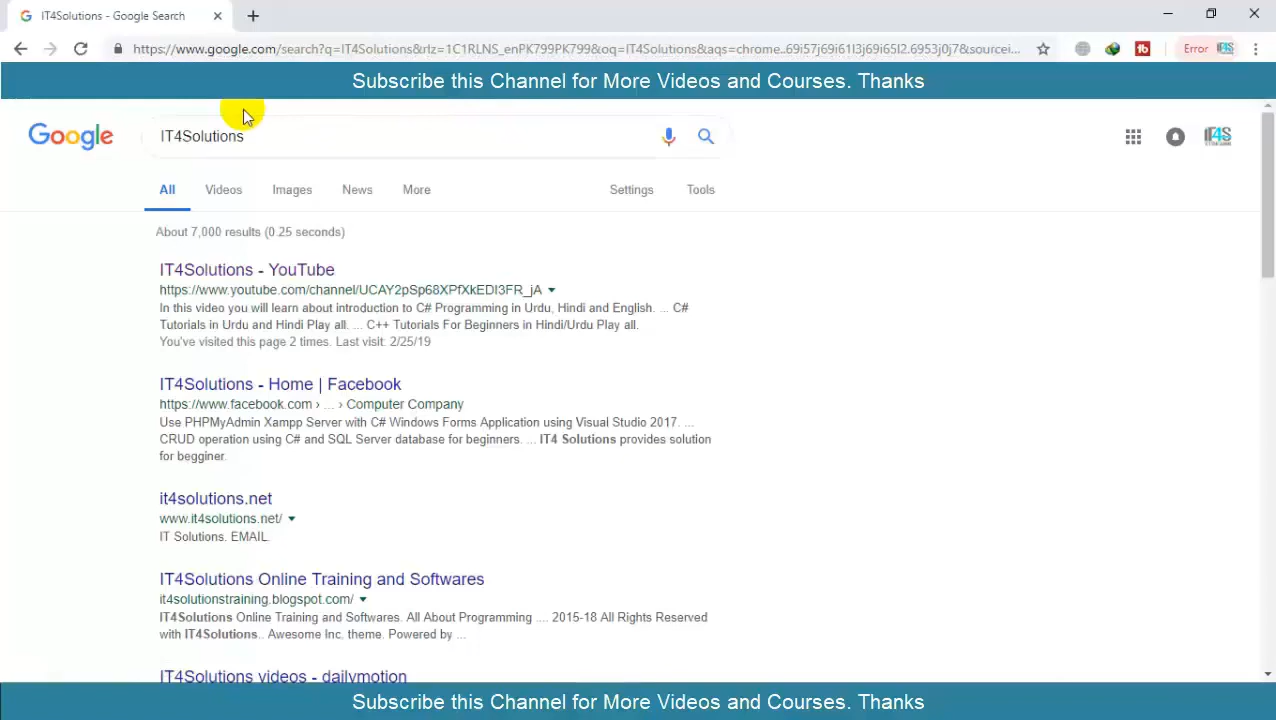 IT4Solutions - Google Search
https://www.google.com/search?q=IT4Solutions&rlz=1C1RLNS_enPK799PK799&oq=IT4Solutions&aqs=chrome..69i57j69i61l3j69i65l2.6953j0j7&sourcei...
Error
Subscribe this Channel for More Videos and Courses. Thanks
Google
IT4Solutions
IT4S
All Videos Images News More Settings Tools
About 7,000 results (0.25 seconds)
IT4Solutions - YouTube
https://www.youtube.com/channel/UCAY2pSp68XPfXkEDI3FR_jA
In this video you will learn about introduction to C# Programming in Urdu, Hindi and English. ... C#
Tutorials in Urdu and Hindi Play all. ... C++ Tutorials For Beginners in Hindi/Urdu Play all.
You've visited this page 2 times. Last visit: 2/25/19
IT4Solutions - Home | Facebook
https://www.facebook.com › ... › Computer Company
Use PHPMyAdmin Xampp Server with C# Windows Forms Application using Visual Studio 2017. ...
CRUD operation using C# and SQL Server database for beginners. ... IT4 Solutions provides solution
for begginer.
it4solutions.net
www.it4solutions.net/
IT Solutions. EMAIL.
IT4Solutions Online Training and Softwares
it4solutionstraining.blogspot.com/
IT4Solutions Online Training and Softwares. All About Programming .... 2015-18 All Rights Reserved
with IT4Solutions.. Awesome Inc. theme. Powered by ...
IT4Solutions videos - dailymotion
Subscribe this Channel for More Videos and Courses. Thanks